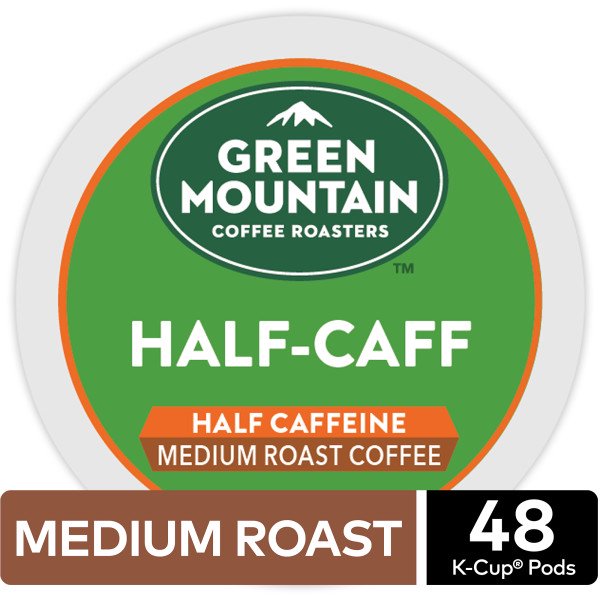 GREEN
MOUNTAIN
COFFEE ROASTERS
TM
HALF-CAFF
HALF CAFFEINE
MEDIUM ROAST COFFEE
MEDIUM ROAST
48
K-Cup® Pods